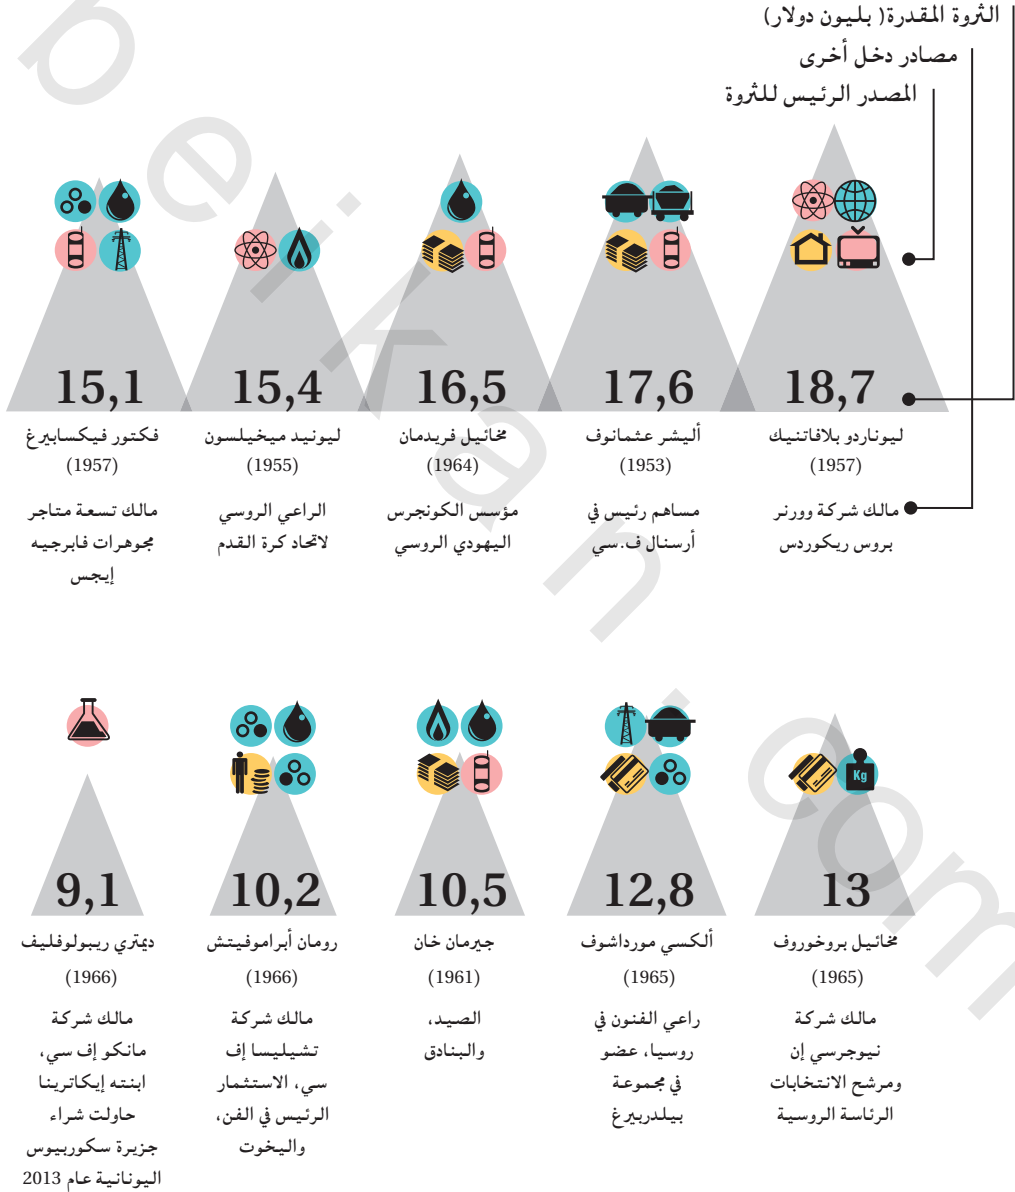 الثروة المقدرة( بليون دولار)
مصادر دخل أخرى
المصدر الرئيس للثروة
18,7
ليوناردو بلافاتنيك
(1957)
مالك شركة وورنر
بروس ريكوردس
17,6
أليشر عثمانوف
(1953)
مساهم رئيس في
أرسنال ف.سي
16,5
مخائيل فريدمان
(1964)
مؤسس الكونجرس
اليهودي الروسي
15,4
ليونيد ميخيلسون
(1955)
الراعي الروسي
لاتحاد كرة القدم
15,1
فكتور فيكسابيرغ
(1957)
مالك تسعة متاجر
مجوهرات فابرجيه
إيجس
Kg
13
مخائيل بروخوروف
(1965)
مالك شركة
نيوجرسي إن
ومرشح الانتخابات
الرئاسة الروسية
12,8
ألكسي مورداشوف
(1965)
راعي الفنون في
روسيا، عضو
في مجموعة
بيلدربيرغ
10,5
جيرمان خان
(1961)
الصيد،
والبنادق
10,2
رومان أبراموفيتش
(1966)
مالك شركة
تشيليسا إف
سي، الاستثمار
الرئيس في الفن،
واليخوت
9,1
ديمتري ريبولوفليف
(1966)
مالك شركة
مانكو إف سي،
ابنته إيكاترينا
حاولت شراء
جزيرة سكوربيوس
اليونانية عام 2013
beikan.com